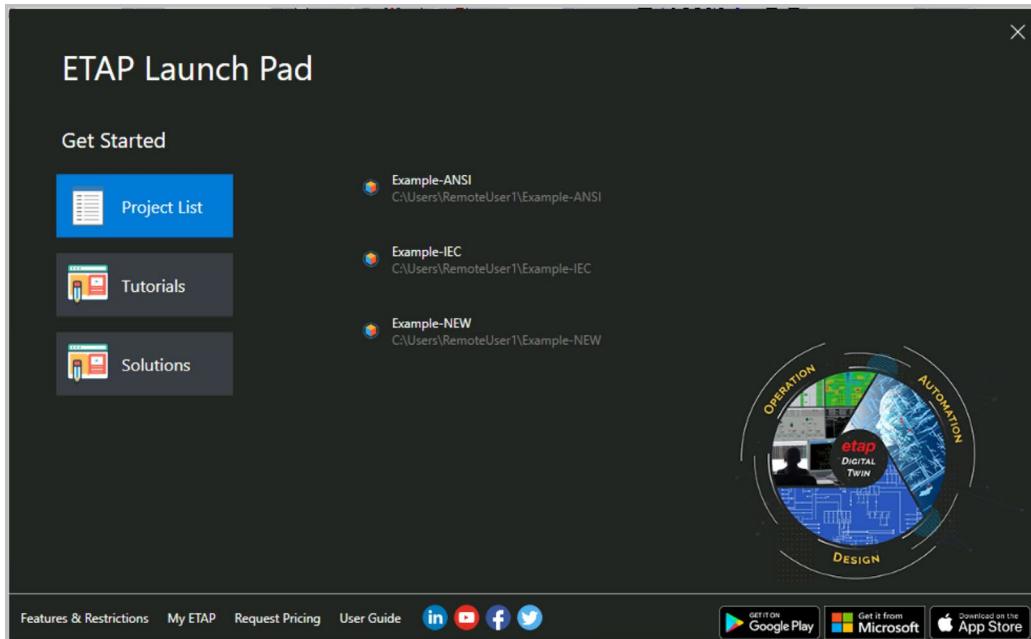 ETAP Launch Pad
Get Started
Project List
Tutorials
Solutions
Example-ANSI
C:\Users\RemoteUser1\Example-ANSI
Example-IEC
C:\Users\RemoteUser1\Example-IEC
Example-NEW
C:\Users\RemoteUser1\Example-NEW
OPERATION
AUTOMATION
etap
DIGITAL
TWIN
DESIGN
Features & Restrictions My ETAP Request Pricing User Guide
in
GET IT ON
Google Play
Get it from
Microsoft
Download on the
App Store